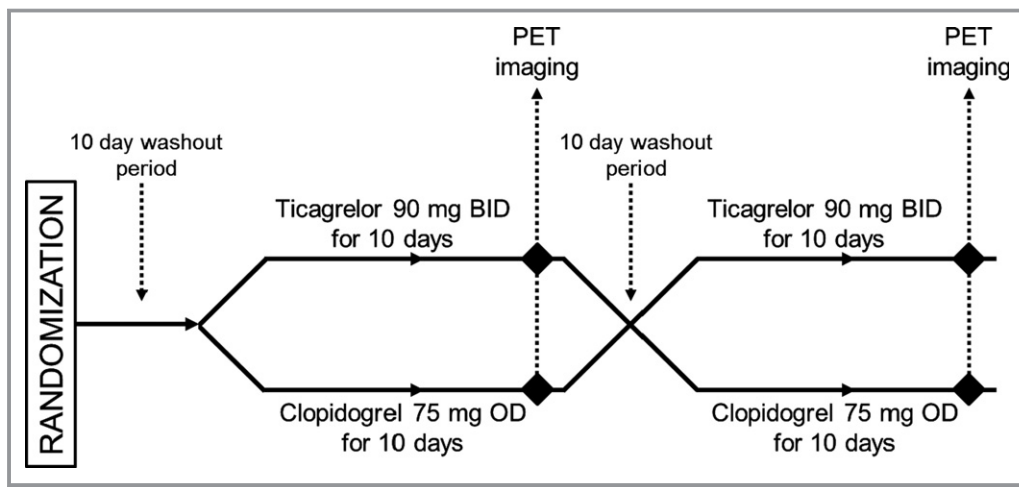 PET
imaging
PET
imaging
10 day washout
period
10 day washout
period
RANDOMIZATION
Ticagrelor 90 mg BID
for 10 days
Ticagrelor 90 mg BID
for 10 days
Clopidogrel 75 mg OD
for 10 days
Clopidogrel 75 mg OD
for 10 days